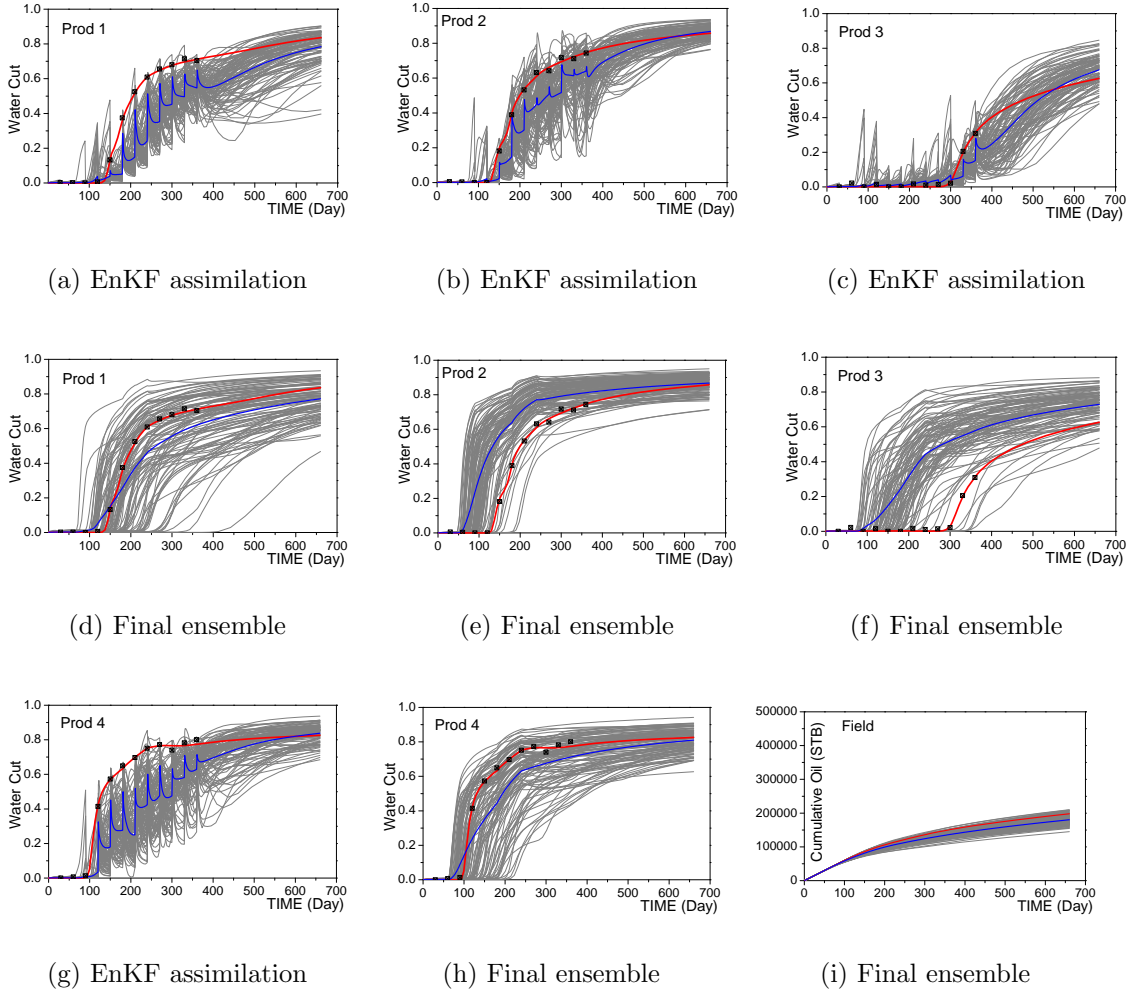 Prod 1
Water Cut
1.0
0.8
0.6
0.4
0.2
0.0
0 100 200 300 400 500 600 700
TIME (Day)
(a) EnKF assimilation
Prod 2
Water Cut
1.0
0.8
0.6
0.4
0.2
0.0
0 100 200 300 400 500 600 700
TIME (Day)
(b) EnKF assimilation
Prod 3
Water Cut
1.0
0.8
0.6
0.4
0.2
0.0
0 100 200 300 400 500 600 700
TIME (Day)
(c) EnKF assimilation
Prod 1
Water Cut
1.0
0.8
0.6
0.4
0.2
0.0
0 100 200 300 400 500 600 700
TIME (Day)
(d) Final ensemble
Prod 2
Water Cut
1.0
0.8
0.6
0.4
0.2
0.0
0 100 200 300 400 500 600 700
TIME (Day)
(e) Final ensemble
Prod 3
Water Cut
1.0
0.8
0.6
0.4
0.2
0.0
0 100 200 300 400 500 600 700
TIME (Day)
(f) Final ensemble
Prod 4
Water Cut
1.0
0.8
0.6
0.4
0.2
0.0
0 100 200 300 400 500 600 700
TIME (Day)
(g) EnKF assimilation
Prod 4
Water Cut
1.0
0.8
0.6
0.4
0.2
0.0
0 100 200 300 400 500 600 700
TIME (Day)
(h) Final ensemble
Field
Cumulative Oil (STB)
500000
400000
300000
200000
100000
0
0 100 200 300 400 500 600 700
TIME (Day)
(i) Final ensemble